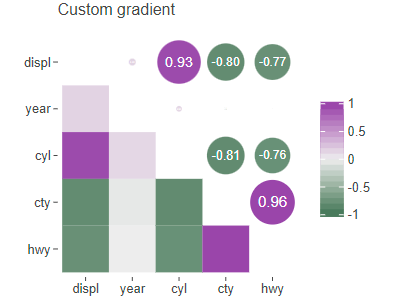 Custom gradient
displ
0.93
-0.80
-0.77
year
cyl
-0.81
-0.76
cty
0.96
hwy
displ
year
cyl
cty
hwy
1
0.5
0
-0.5
-1